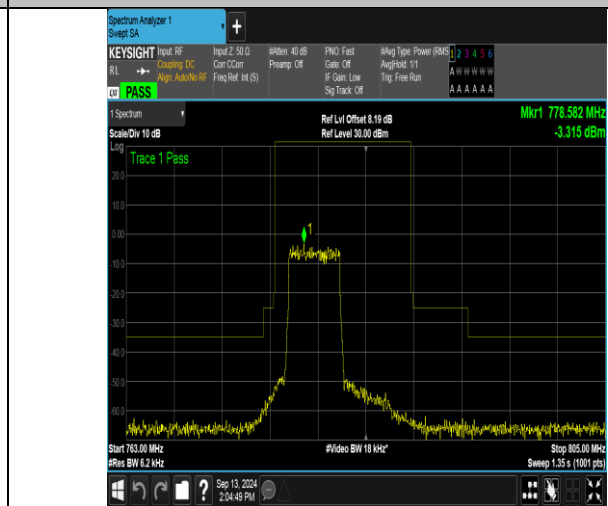 Spectrum Analyzer 1
Swept SA
+
KEYSIGHT Input: RF Input Z: 50 Ω #Atten: 40 dB PNO: Fast #Avg Type: Power (RMS 1 2 3 4 5 6
RL Coupling: DC Corr CCorr Preamp: Off Gate: Off Avg|Hold: 1/1 A W W W W W
Align: Auto/No RF Freq Ref: Int (S) IF Gain: Low Trig: Free Run
LXI PASS Sig Track: Off A A A A A A
1 Spectrum Ref Lvl Offset 8.19 dB Mkr1 778.582 MHz
Scale/Div 10 dB Ref Level 30.00 dBm -3.315 dBm
Log
Trace 1 Pass
20.0
10.0
0.00
1
-10.0
-20.0
-30.0
-40.0
-50.0
-60.0
Start 763.00 MHz #Video BW 18 kHz* Stop 805.00 MHz
#Res BW 6.2 kHz Sweep 1.35 s (1001 pts)
? Sep 13, 2024
2:04:49 PM